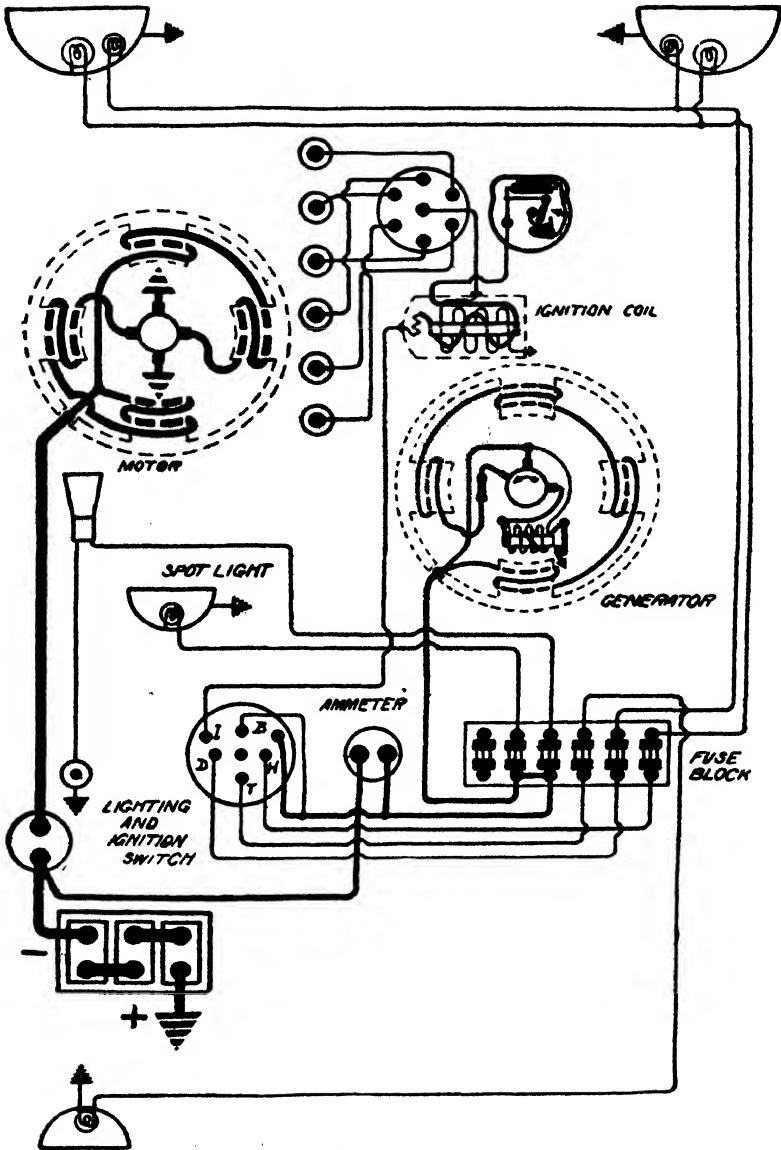 IGNITION COIL
MOTOR
SPOT LIGHT
GENERATOR
AMMETER
I B
D H
T
FUSE
BLOCK
LIGHTING
AND
IGNITION
SWITCH
-
+